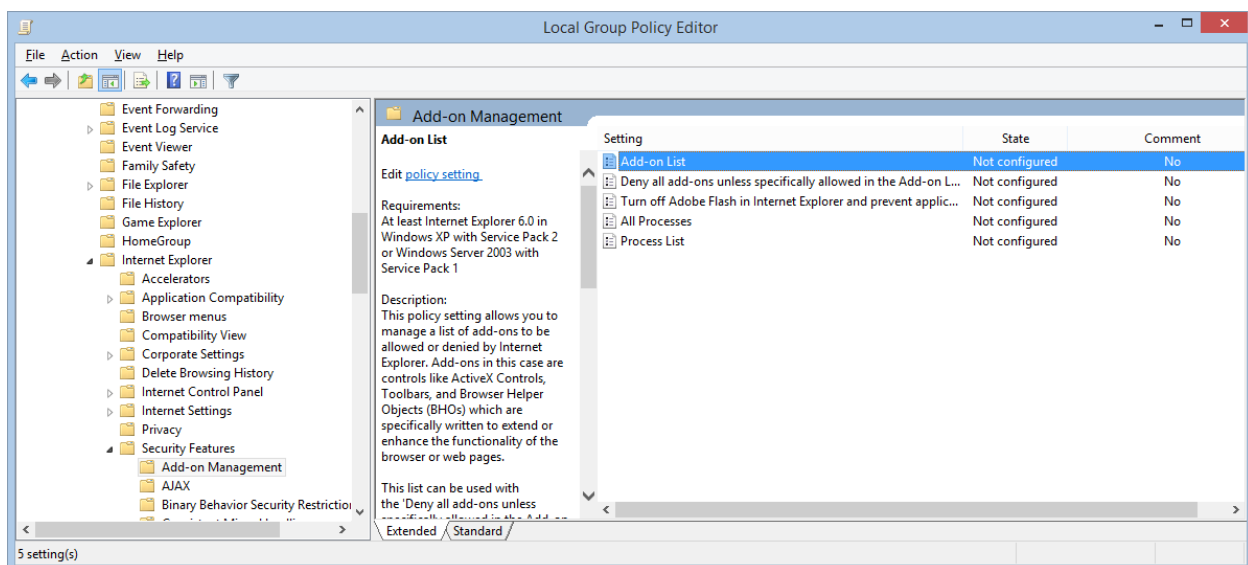 Local Group Policy Editor
File Action View Help
Event Forwarding
Event Log Service
Event Viewer
Family Safety
File Explorer
File History
Game Explorer
HomeGroup
Internet Explorer
Accelerators
Application Compatibility
Browser menus
Compatibility View
Corporate Settings
Delete Browsing History
Internet Control Panel
Internet Settings
Privacy
Security Features
Add-on Management
AJAX
Binary Behavior Security Restriction
Add-on Management
Add-on List
Edit policy setting
Requirements:
At least Internet Explorer 6.0 in
Windows XP with Service Pack 2
or Windows Server 2003 with
Service Pack 1
Description:
This policy setting allows you to
manage a list of add-ons to be
allowed or denied by Internet
Explorer. Add-ons in this case are
controls like ActiveX Controls,
Toolbars, and Browser Helper
Objects (BHOs) which are
specifically written to extend or
enhance the functionality of the
browser or web pages.
This list can be used with
the 'Deny all add-ons unless
specifically allowed in the Add-on
Setting State Comment
Add-on List Not configured No
Deny all add-ons unless specifically allowed in the Add-on L... Not configured No
Turn off Adobe Flash in Internet Explorer and prevent applic... Not configured No
All Processes Not configured No
Process List Not configured No
Extended Standard
5 setting(s)